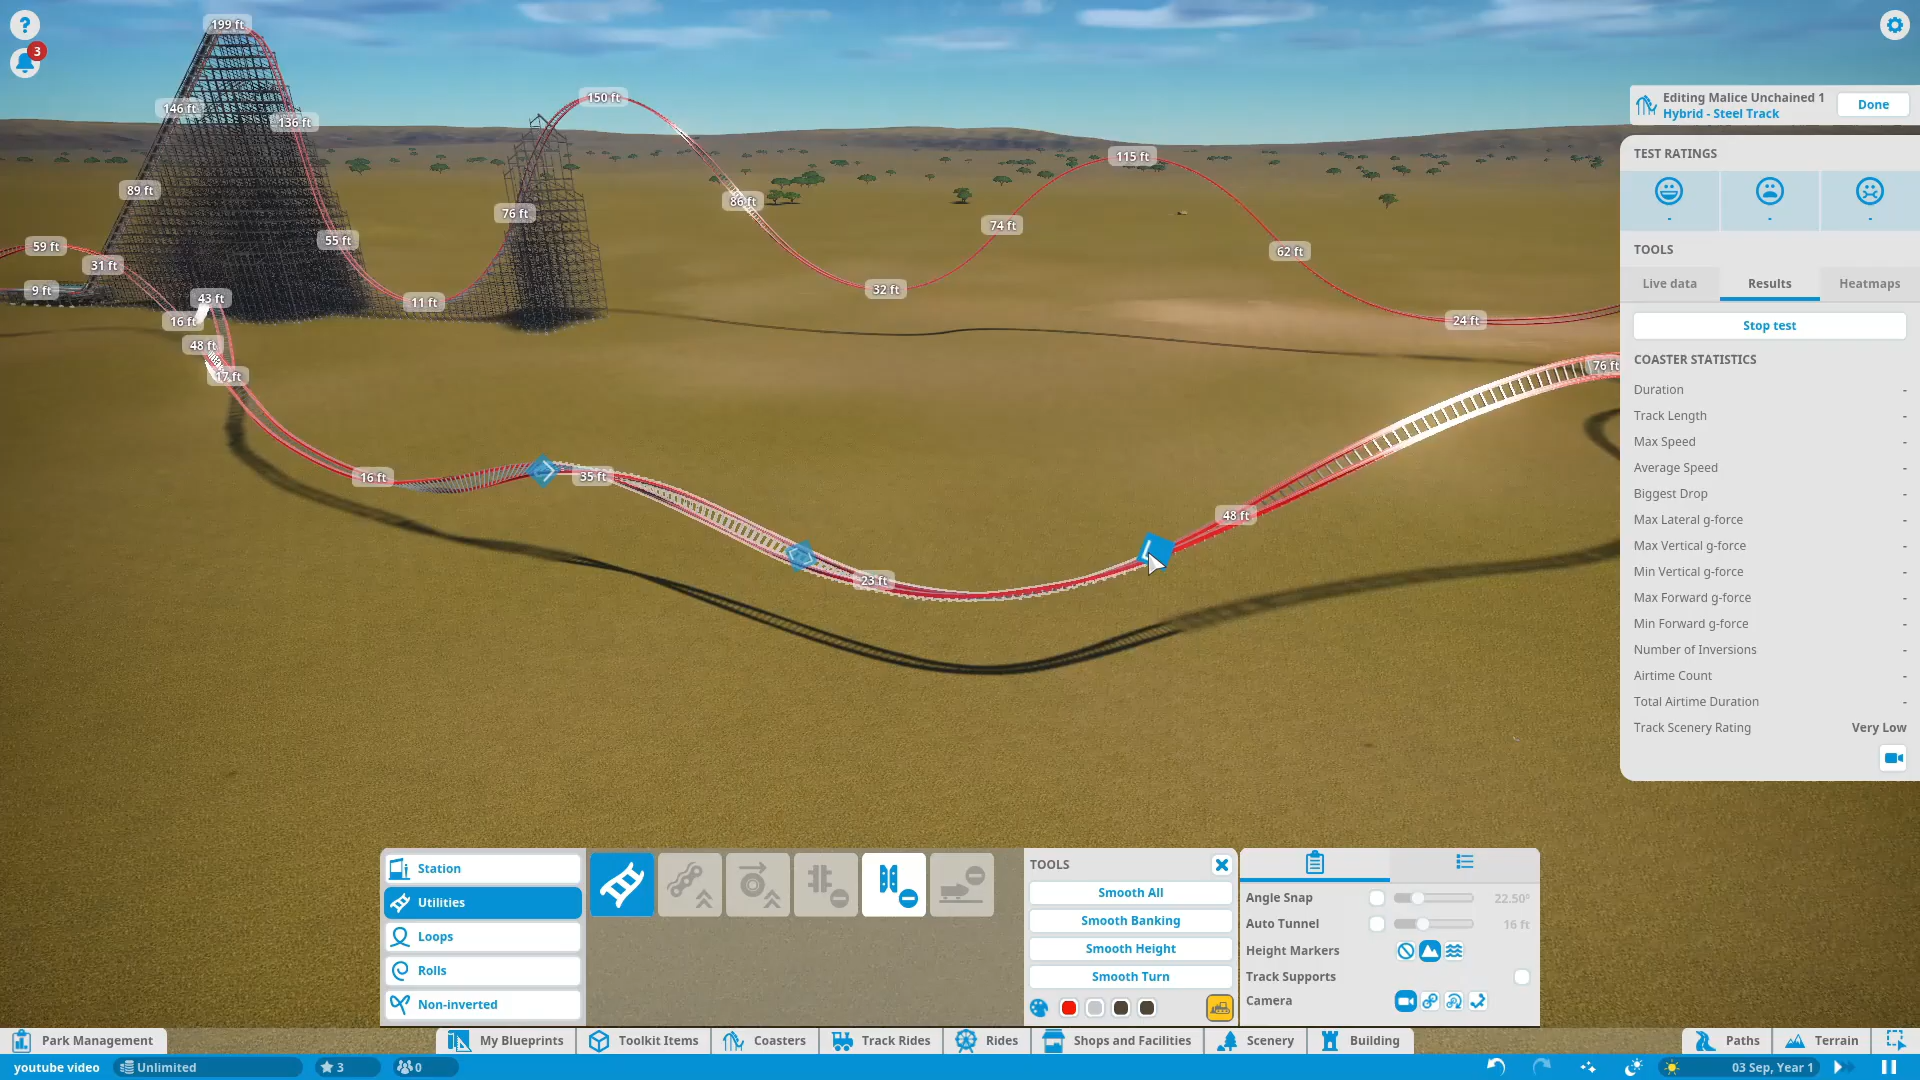 ?
3
199 ft
146 ft
136 ft
150 ft
89 ft
76 ft
86 ft
115 ft
74 ft
62 ft
59 ft
55 ft
31 ft
9 ft
11 ft
32 ft
43 ft
16 ft
24 ft
48 ft
17 ft
76 ft
16 ft
35 ft
48 ft
23 ft
Editing Malice Unchained 1
Hybrid - Steel Track
Done
TEST RATINGS
- - -
TOOLS
Live data
Results
Heatmaps
Stop test
COASTER STATISTICS
Duration -
Track Length -
Max Speed -
Average Speed -
Biggest Drop -
Max Lateral g-force -
Max Vertical g-force -
Min Vertical g-force -
Max Forward g-force -
Min Forward g-force -
Number of Inversions -
Airtime Count -
Total Airtime Duration -
Track Scenery Rating Very Low
Station
Utilities
Loops
Rolls
Non-inverted
TOOLS
Smooth All
Smooth Banking
Smooth Height
Smooth Turn
Angle Snap 22.50°
Auto Tunnel 16 ft
Height Markers
Track Supports
Camera
Park Management
My Blueprints
Toolkit Items
Coasters
Track Rides
Rides
Shops and Facilities
Scenery
Building
Paths
Terrain
youtube video
Unlimited
3
0
03 Sep, Year 1